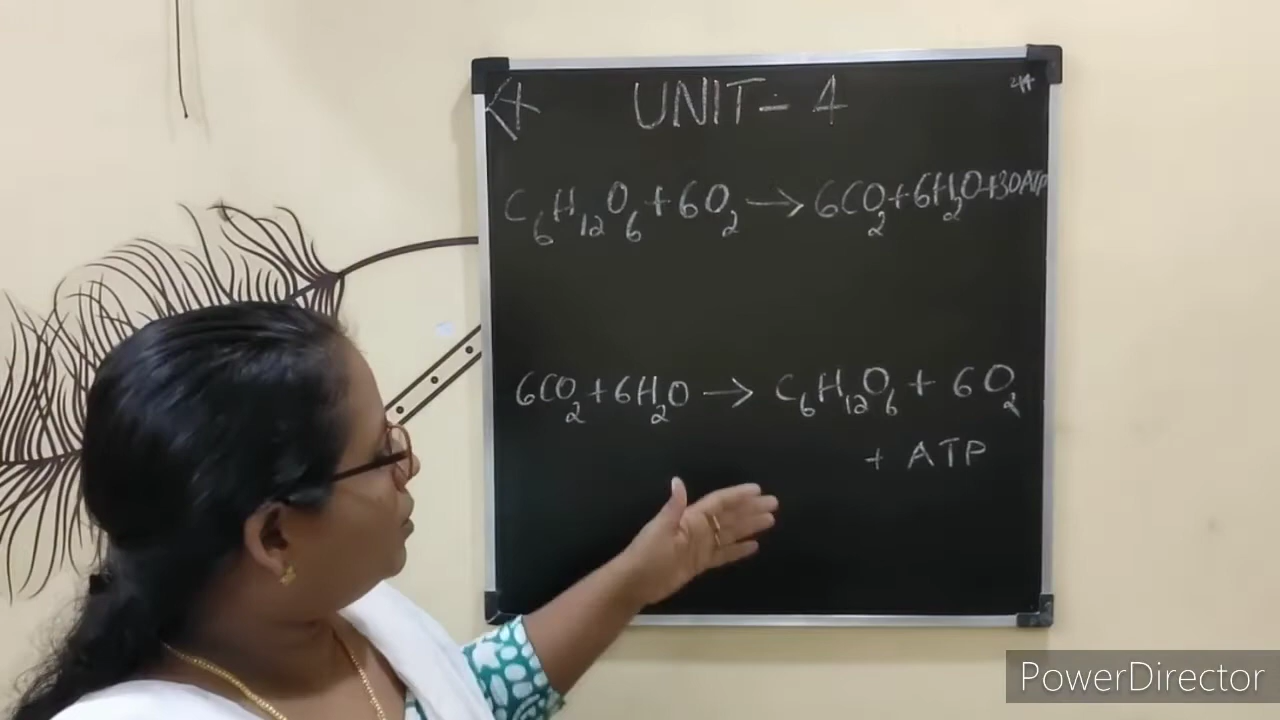 UNIT - 4
C₆H₁₂O₆ + 6O₂ → 6CO₂ + 6H₂O + 30ATP
6CO₂ + 6H₂O → C₆H₁₂O₆ + 6O₂
+ ATP
PowerDirector